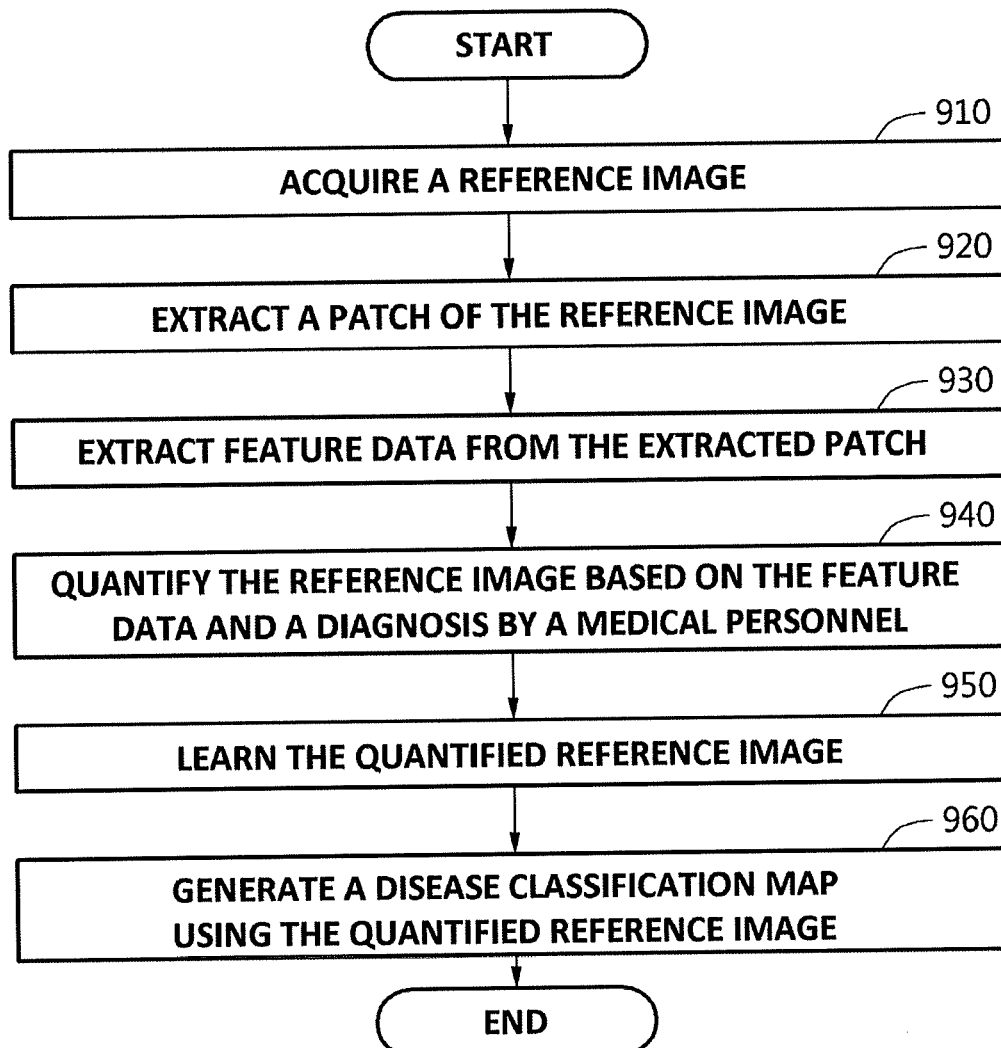 START
910
ACQUIRE A REFERENCE IMAGE
920
EXTRACT A PATCH OF THE REFERENCE IMAGE
930
EXTRACT FEATURE DATA FROM THE EXTRACTED PATCH
940
QUANTIFY THE REFERENCE IMAGE BASED ON THE FEATURE
DATA AND A DIAGNOSIS BY A MEDICAL PERSONNEL
950
LEARN THE QUANTIFIED REFERENCE IMAGE
960
GENERATE A DISEASE CLASSIFICATION MAP
USING THE QUANTIFIED REFERENCE IMAGE
END